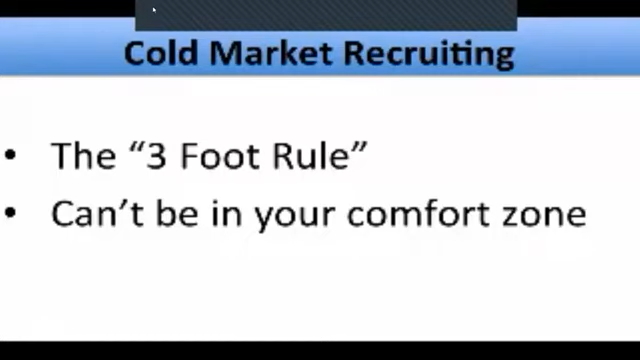 Cold Market Recruiting
• The “3 Foot Rule”
• Can’t be in your comfort zone